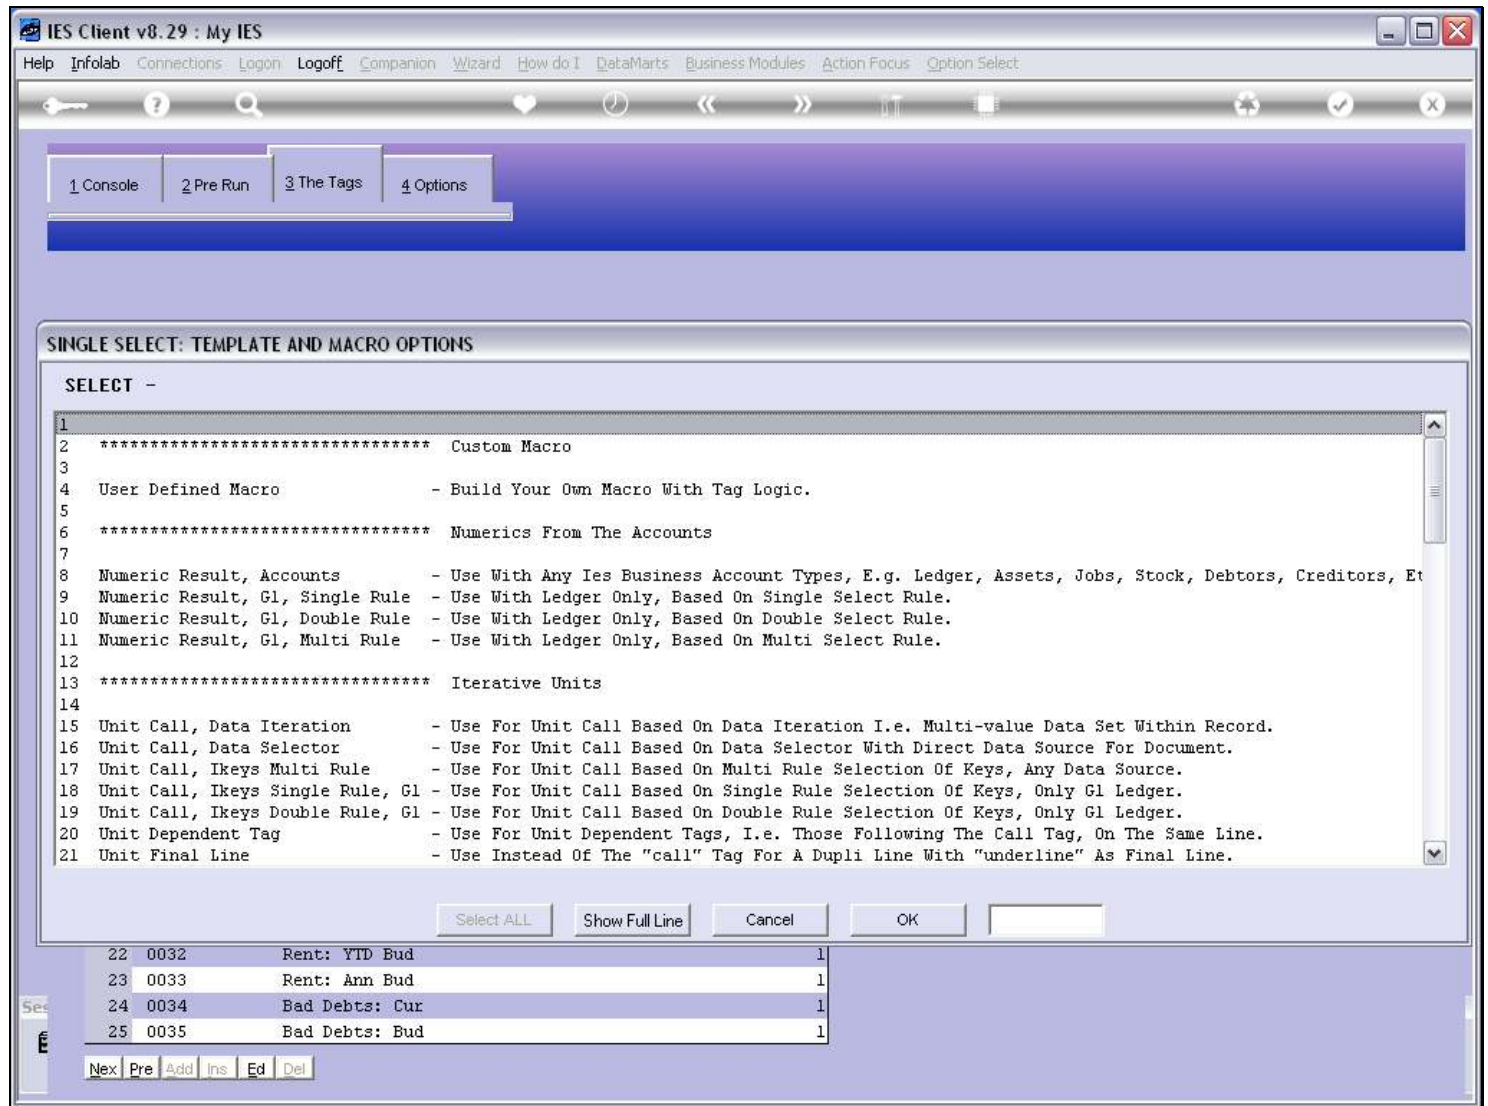 IES Client v8.29 : My IES
Help Infolab Connections Logon Logoff Companion Wizard How do I DataMarts Business Modules Action Focus Option Select
1 Console 2 Pre Run 3 The Tags 4 Options
SINGLE SELECT: TEMPLATE AND MACRO OPTIONS
SELECT -
1
2 ********************************* Custom Macro
3
4 User Defined Macro - Build Your Own Macro With Tag Logic.
5
6 ********************************* Numerics From The Accounts
7
8 Numeric Result, Accounts - Use With Any Ies Business Account Types, E.g. Ledger, Assets, Jobs, Stock, Debtors, Creditors, Et
9 Numeric Result, Gl, Single Rule - Use With Ledger Only, Based On Single Select Rule.
10 Numeric Result, Gl, Double Rule - Use With Ledger Only, Based On Double Select Rule.
11 Numeric Result, Gl, Multi Rule - Use With Ledger Only, Based On Multi Select Rule.
12
13 ********************************* Iterative Units
14
15 Unit Call, Data Iteration - Use For Unit Call Based On Data Iteration I.e. Multi-value Data Set Within Record.
16 Unit Call, Data Selector - Use For Unit Call Based On Data Selector With Direct Data Source For Document.
17 Unit Call, Ikeys Multi Rule - Use For Unit Call Based On Multi Rule Selection Of Keys, Any Data Source.
18 Unit Call, Ikeys Single Rule, Gl - Use For Unit Call Based On Single Rule Selection Of Keys, Only Gl Ledger.
19 Unit Call, Ikeys Double Rule, Gl - Use For Unit Call Based On Double Rule Selection Of Keys, Only Gl Ledger.
20 Unit Dependent Tag - Use For Unit Dependent Tags, I.e. Those Following The Call Tag, On The Same Line.
21 Unit Final Line - Use Instead Of The "call" Tag For A Dupli Line With "underline" As Final Line.
Select ALL Show Full Line Cancel OK
22 0032 Rent: YTD Bud 1
23 0033 Rent: Ann Bud 1
Ses 24 0034 Bad Debts: Cur 1
25 0035 Bad Debts: Bud 1
Nex Pre Add Ins Ed Del